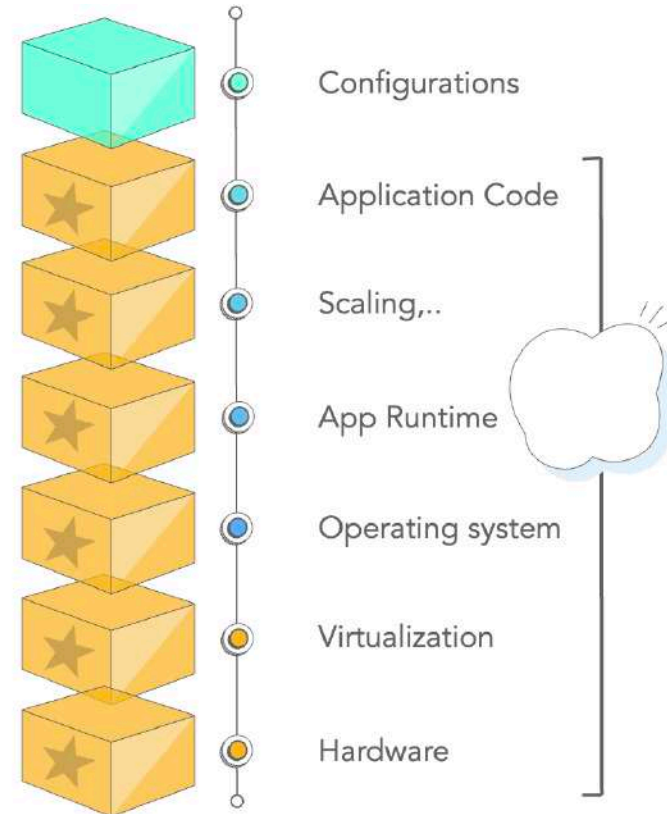 Configurations
Application Code
Scaling,..
App Runtime
Operating system
Virtualization
Hardware